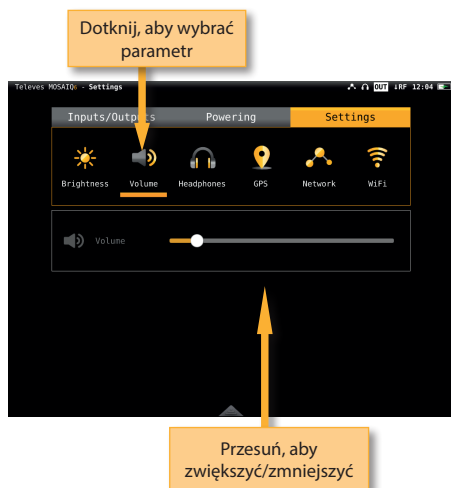 Dotknij, aby wybrać
parametr
Televes MOSAIQ6 - Settings OUT ↓RF 12:04
Inputs/Outputs Powering Settings
Brightness Volume Headphones GPS Network WiFi
Volume
Przesuń, aby
zwiększyć/zmniejszyć